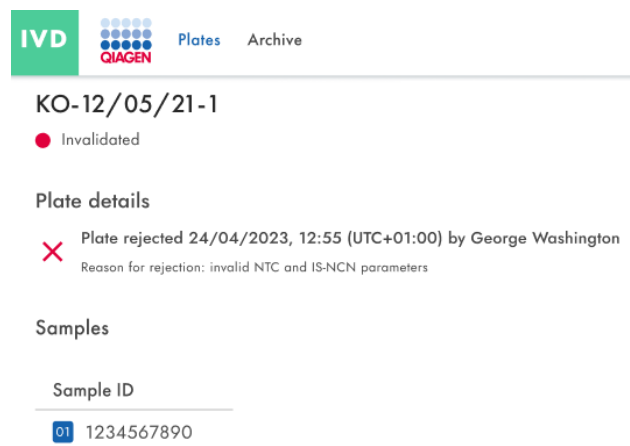 IVD QIAGEN Plates Archive
KO-12/05/21-1
Invalidated
Plate details
Plate rejected 24/04/2023, 12:55 (UTC+01:00) by George Washington
Reason for rejection: invalid NTC and IS-NCN parameters
Samples
Sample ID
01 1234567890